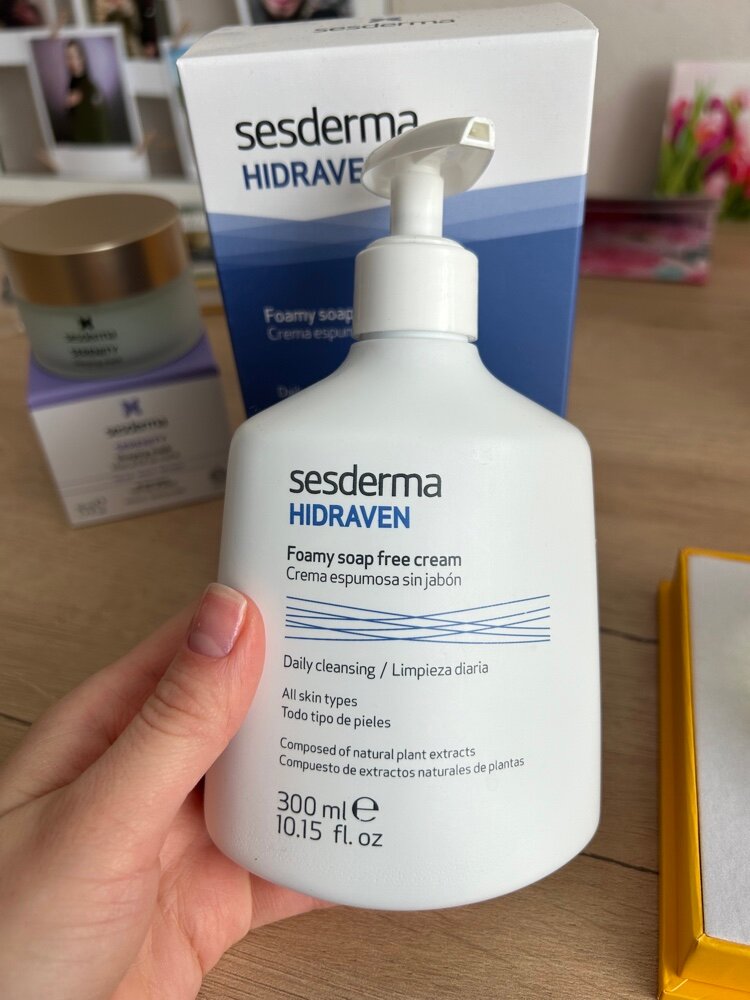 sesderma
sesderma
HIDRAVE
Foamy soap
Crema espum
sesderma
sesderma
sesderma
HIDRAVEN
Foamy soap free cream
Crema espumosa sin jabón
Daily cleansing / Limpieza diaria
All skin types
Todo tipo de pieles
Composed of natural plant extracts
Compuesto de extractos naturales de plantas
300 ml e
10.15 fl. oz